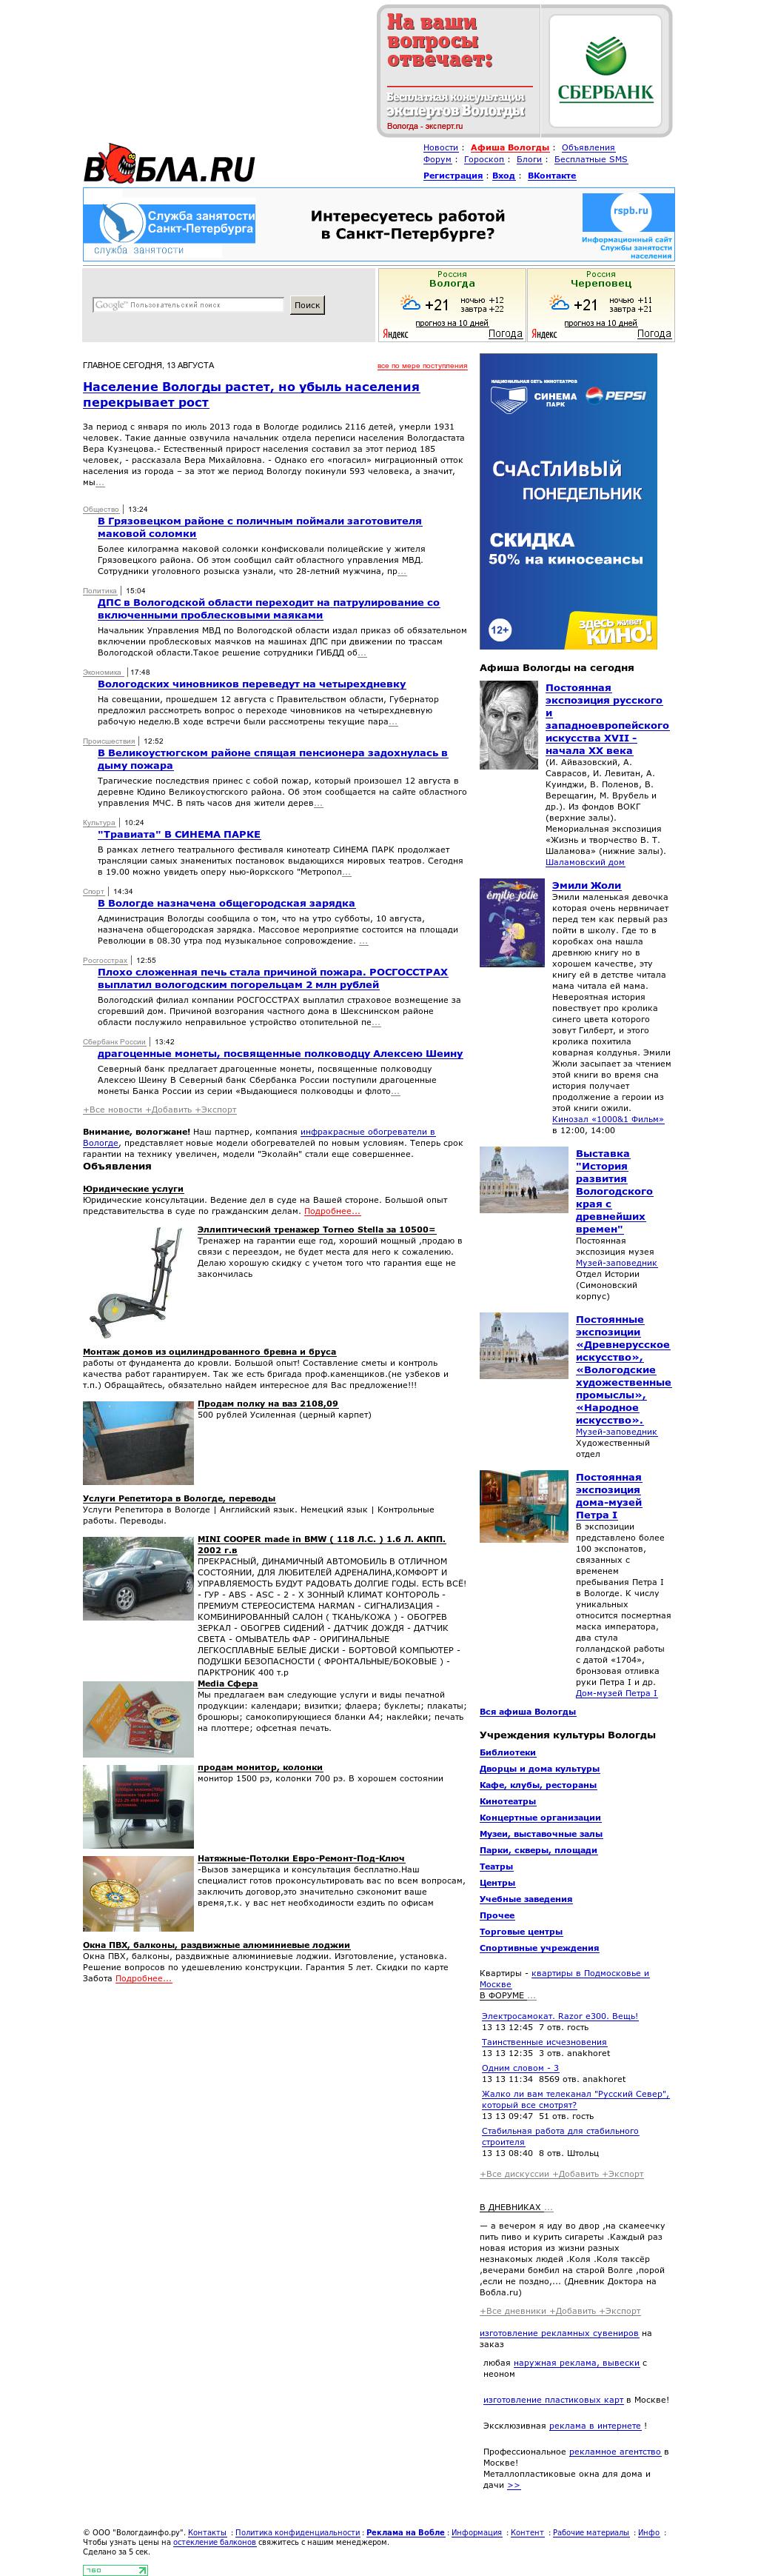 На ваши
вопросы
отвечает:
Бесплатная консультация
экспертов Вологды
Вологда - эксперт.ru
СБЕРБАНК
ВОБЛА.RU
Новости : Афиша Вологды : Объявления
Форум : Гороскоп : Блоги : Бесплатные SMS
Регистрация : Вход : ВКонтакте
Служба занятости
Санкт-Петербурга
служба занятости
Интересуетесь работой
в Санкт-Петербурге?
rspb.ru
Информационный сайт
Службы занятости
населения
Google Пользовательский поиск
Поиск
Россия
Вологда
+21
ночью +12
завтра +22
прогноз на 10 дней
Яндекс Погода
Россия
Череповец
+21
ночью +11
завтра +21
прогноз на 10 дней
Яндекс Погода
ГЛАВНОЕ СЕГОДНЯ, 13 АВГУСТА
все по мере поступления
Население Вологды растет, но убыль населения
перекрывает рост
За период с января по июль 2013 года в Вологде родились 2116 детей, умерли 1931
человек. Такие данные озвучила начальник отдела переписи населения Вологдастата
Вера Кузнецова.- Естественный прирост населения составил за этот период 185
человек, - рассказала Вера Михайловна. - Однако его «погасил» миграционный отток
населения из города – за этот же период Вологду покинули 593 человека, а значит,
мы...
Общество | 13:24
В Грязовецком районе с поличным поймали заготовителя
маковой соломки
Более килограмма маковой соломки конфисковали полицейские у жителя
Грязовецкого района. Об этом сообщил сайт областного управления МВД.
Сотрудники уголовного розыска узнали, что 28-летний мужчина, пр...
Политика | 15:04
ДПС в Вологодской области переходит на патрулирование со
включенными проблесковыми маяками
Начальник Управления МВД по Вологодской области издал приказ об обязательном
включении проблесковых маячков на машинах ДПС при движении по трассам
Вологодской области.Такое решение сотрудники ГИБДД об...
Экономика | 17:48
Вологодских чиновников переведут на четырехдневку
На совещании, прошедшем 12 августа с Правительством области, Губернатор
предложил рассмотреть вопрос о переходе чиновников на четырехдневную
рабочую неделю.В ходе встречи были рассмотрены текущие пара...
Происшествия | 12:52
В Великоустюгском районе спящая пенсионера задохнулась в
дыму пожара
Трагические последствия принес с собой пожар, который произошел 12 августа в
деревне Юдино Великоустюгского района. Об этом сообщается на сайте областного
управления МЧС. В пять часов дня жители дерев...
Культура | 10:24
"Травиата" В СИНЕМА ПАРКЕ
В рамках летнего театрального фестиваля кинотеатр СИНЕМА ПАРК продолжает
трансляции самых знаменитых постановок выдающихся мировых театров. Сегодня
в 19.00 можно увидеть оперу нью-йоркского "Метропол...
Спорт | 14:34
В Вологде назначена общегородская зарядка
Администрация Вологды сообщила о том, что на утро субботы, 10 августа,
назначена общегородская зарядка. Массовое мероприятие состоится на площади
Революции в 08.30 утра под музыкальное сопровождение. ...
Росгосстрах | 12:55
Плохо сложенная печь стала причиной пожара. РОСГОССТРАХ
выплатил вологодским погорельцам 2 млн рублей
Вологодский филиал компании РОСГОССТРАХ выплатил страховое возмещение за
сгоревший дом. Причиной возгорания частного дома в Шекснинском районе
области послужило неправильное устройство отопительной пе...
Сбербанк России | 13:42
драгоценные монеты, посвященные полководцу Алексею Шеину
Северный банк предлагает драгоценные монеты, посвященные полководцу
Алексею Шеину В Северный банк Сбербанка России поступили драгоценные
монеты Банка России из серии «Выдающиеся полководцы и флото...
+Все новости +Добавить +Экспорт
Внимание, вологжане! Наш партнер, компания инфракрасные обогреватели в
Вологде, представляет новые модели обогревателей по новым условиям. Теперь срок
гарантии на технику увеличен, модели "Эколайн" стали еще совершеннее.
Объявления
Юридические услуги
Юридические консультации. Ведение дел в суде на Вашей стороне. Большой опыт
представительства в суде по гражданским делам. Подробнее...
Эллиптический тренажер Torneo Stella за 10500=
Тренажер на гарантии еще год, хороший мощный ,продаю в
связи с переездом, не будет места для него к сожалению.
Делаю хорошую скидку с учетом того что гарантия еще не
закончилась
Монтаж домов из оцилиндрованного бревна и бруса
работы от фундамента до кровли. Большой опыт! Составление сметы и контроль
качества работ гарантируем. Так же есть бригада проф.каменщиков.(не узбеков и
т.п.) Обращайтесь, обязательно найдем интересное для Вас предложение!!!
Продам полку на ваз 2108,09
500 рублей Усиленная (церный карпет)
Услуги Репетитора в Вологде, переводы
Услуги Репетитора в Вологде | Английский язык. Немецкий язык | Контрольные
работы. Переводы.
MINI COOPER made in BMW ( 118 Л.С. ) 1.6 Л. АКПП.
2002 г.в
ПРЕКРАСНЫЙ, ДИНАМИЧНЫЙ АВТОМОБИЛЬ В ОТЛИЧНОМ
СОСТОЯНИИ, ДЛЯ ЛЮБИТЕЛЕЙ АДРЕНАЛИНА,КОМФОРТ И
УПРАВЛЯЕМОСТЬ БУДУТ РАДОВАТЬ ДОЛГИЕ ГОДЫ. ЕСТЬ ВСЁ!
- ГУР - ABS - ASC - 2 - Х ЗОННЫЙ КЛИМАТ КОНТОРОЛЬ -
ПРЕМИУМ СТЕРЕОСИСТЕМА HARMAN - СИГНАЛИЗАЦИЯ -
КОМБИНИРОВАННЫЙ САЛОН ( ТКАНЬ/КОЖА ) - ОБОГРЕВ
ЗЕРКАЛ - ОБОГРЕВ СИДЕНИЙ - ДАТЧИК ДОЖДЯ - ДАТЧИК
СВЕТА - ОМЫВАТЕЛЬ ФАР - ОРИГИНАЛЬНЫЕ
ЛЕГКОСПЛАВНЫЕ БЕЛЫЕ ДИСКИ - БОРТОВОЙ КОМПЬЮТЕР -
ПОДУШКИ БЕЗОПАСНОСТИ ( ФРОНТАЛЬНЫЕ/БОКОВЫЕ ) -
ПАРКТРОНИК 400 т.р
Media Сфера
Мы предлагаем вам следующие услуги и виды печатной
продукции: календари; визитки; флаера; буклеты; плакаты;
брошюры; самокопирующиеся бланки А4; наклейки; печать
на плоттере; офсетная печать.
продам монитор, колонки
монитор 1500 рэ, колонки 700 рэ. В хорошем состоянии
Натяжные-Потолки Евро-Ремонт-Под-Ключ
-Вызов замерщика и консультация бесплатно.Наш
специалист готов проконсультировать вас по всем вопросам,
заключить договор,это значительно сэкономит ваше
время,т.к. у вас нет необходимости ездить по офисам
Окна ПВХ, балконы, раздвижные алюминиевые лоджии
Окна ПВХ, балконы, раздвижные алюминиевые лоджии. Изготовление, установка.
Решение вопросов по удешевлению конструкции. Гарантия 5 лет. Скидки по карте
Забота Подробнее...
НАЦИОНАЛЬНАЯ СЕТЬ КИНОТЕАТРОВ
СИНЕМА
ПАРК
PEPSI
СчАсТлИвЫй
ПОНЕДЕЛЬНИК
СКИДКА
50% на киносеансы
12+
здесь живёт
КИНО!
Афиша Вологды на сегодня
Постоянная
экспозиция русского
и
западноевропейского
искусства XVII -
начала XX века
(И. Айвазовский, А.
Саврасов, И. Левитан, А.
Куинджи, В. Поленов, В.
Верещагин, М. Врубель и
др.). Из фондов ВОКГ
(верхние залы).
Мемориальная экспозиция
«Жизнь и творчество В. Т.
Шаламова» (нижние залы).
Шаламовский дом
émilie jolie
Эмили Жоли
Эмили маленькая девочка
которая очень нервничает
перед тем как первый раз
пойти в школу. Где то в
коробках она нашла
древнюю книгу но в
хорошем качестве, эту
книгу ей в детстве читала
мама читала ей мама.
Невероятная история
повествует про кролика
синего цвета которого
зовут Гилберт, и этого
кролика похитила
коварная колдунья. Эмили
Жюли засыпает за чтением
этой книги во время сна
история получает
продолжение а героии из
этой книги ожили.
Кинозал «1000&1 Фильм»
в 12:00, 14:00
Выставка
"История
развития
Вологодского
края с
древнейших
времен"
Постоянная
экспозиция музея
Музей-заповедник
Отдел Истории
(Симоновский
корпус)
Постоянные
экспозиции
«Древнерусское
искусство»,
«Вологодские
художественные
промыслы»,
«Народное
искусство».
Музей-заповедник
Художественный
отдел
Постоянная
экспозиция
дома-музей
Петра I
В экспозиции
представлено более
100 экспонатов,
связанных с
временем
пребывания Петра I
в Вологде. К числу
уникальных
относится посмертная
маска императора,
два стула
голландской работы
с датой «1704»,
бронзовая отливка
руки Петра I и др.
Дом-музей Петра I
Вся афиша Вологды
Учреждения культуры Вологды
Библиотеки
Дворцы и дома культуры
Кафе, клубы, рестораны
Кинотеатры
Концертные организации
Музеи, выставочные залы
Парки, скверы, площади
Театры
Центры
Учебные заведения
Прочее
Торговые центры
Спортивные учреждения
Квартиры - квартиры в Подмосковье и
Москве
В ФОРУМЕ ...
Электросамокат. Razor e300. Вещь!
13 13 12:45 7 отв. гость
Таинственные исчезновения
13 13 12:35 3 отв. anakhoret
Одним словом - 3
13 13 11:34 8569 отв. anakhoret
Жалко ли вам телеканал "Русский Север",
который все смотрят?
13 13 09:47 51 отв. гость
Стабильная работа для стабильного
строителя
13 13 08:40 8 отв. Штольц
+Все дискуссии +Добавить +Экспорт
В ДНЕВНИКАХ ...
— а вечером я иду во двор ,на скамеечку
пить пиво и курить сигареты .Каждый раз
новая история из жизни разных
незнакомых людей .Коля .Коля таксёр
,вечерами бомбил на старой Волге ,порой
,если не поздно,... (Дневник Доктора на
Вобла.ru)
+Все дневники +Добавить +Экспорт
изготовление рекламных сувениров на
заказ
любая наружная реклама, вывески с
неоном
изготовление пластиковых карт в Москве!
Эксклюзивная реклама в интернете !
Профессиональное рекламное агентство в
Москве!
Металлопластиковые окна для дома и
дачи >>
© ООО "Вологдаинфо.ру". Контакты : Политика конфиденциальности : Реклама на Вобле : Информация : Контент : Рабочие материалы : Инфо :
Чтобы узнать цены на остекление балконов свяжитесь с нашим менеджером.
Сделано за 5 сек.